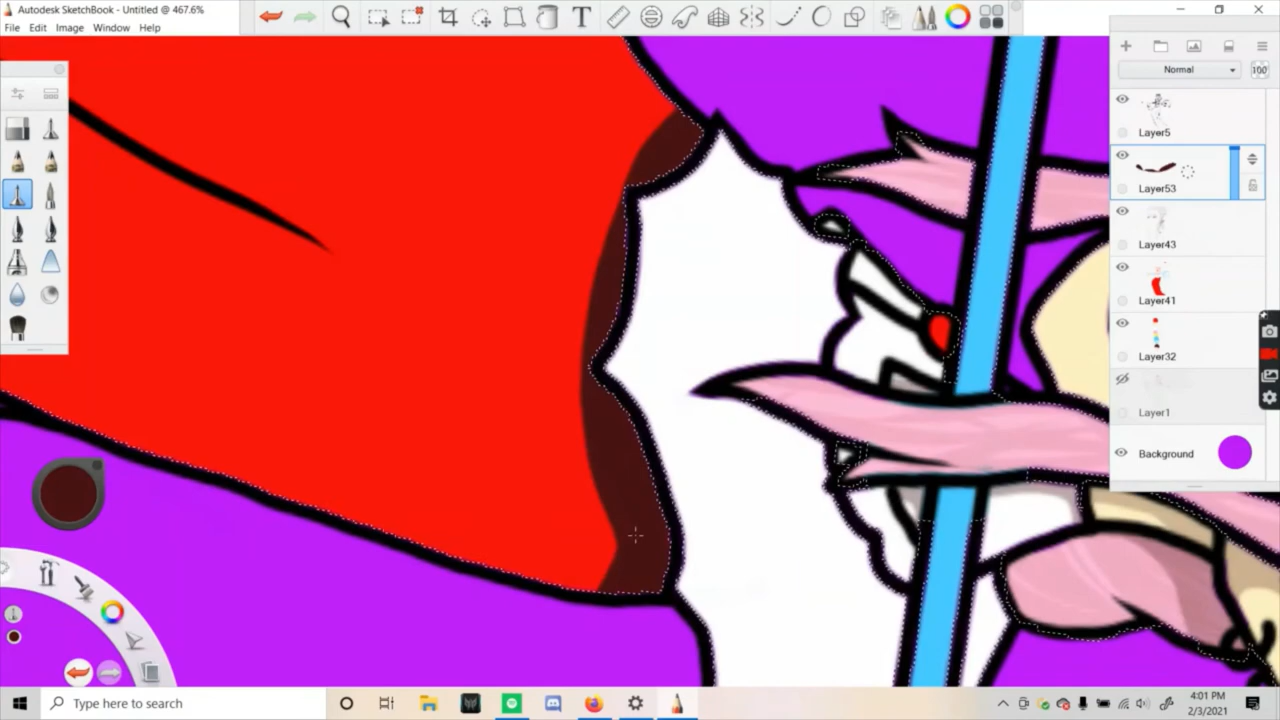 Autodesk SketchBook - Untitled @ 467.6%
File Edit Image Window Help
T
Normal
100
Layer5
Layer53
Layer43
Layer41
Layer32
Layer1
Background
Type here to search
4:01 PM
2/3/2021